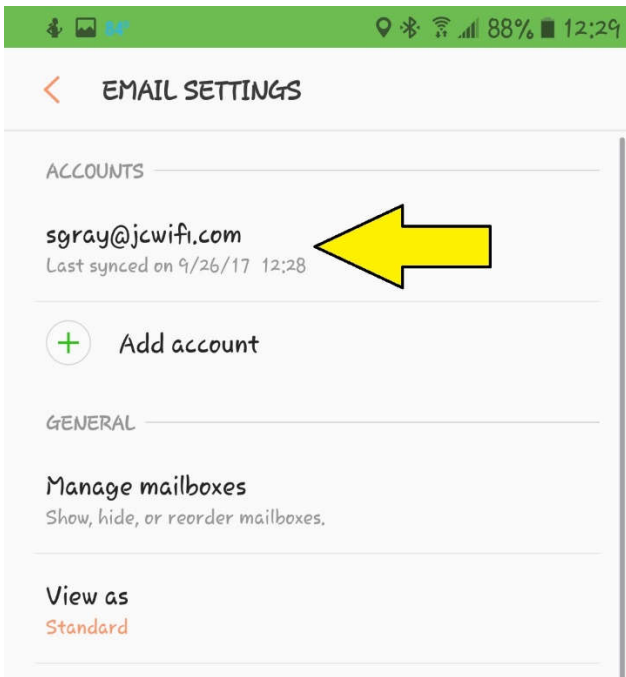 84°
88% 12:29
EMAIL SETTINGS
ACCOUNTS
sgray@jcwifi.com
Last synced on 9/26/17 12:28
Add account
GENERAL
Manage mailboxes
Show, hide, or reorder mailboxes.
View as
Standard